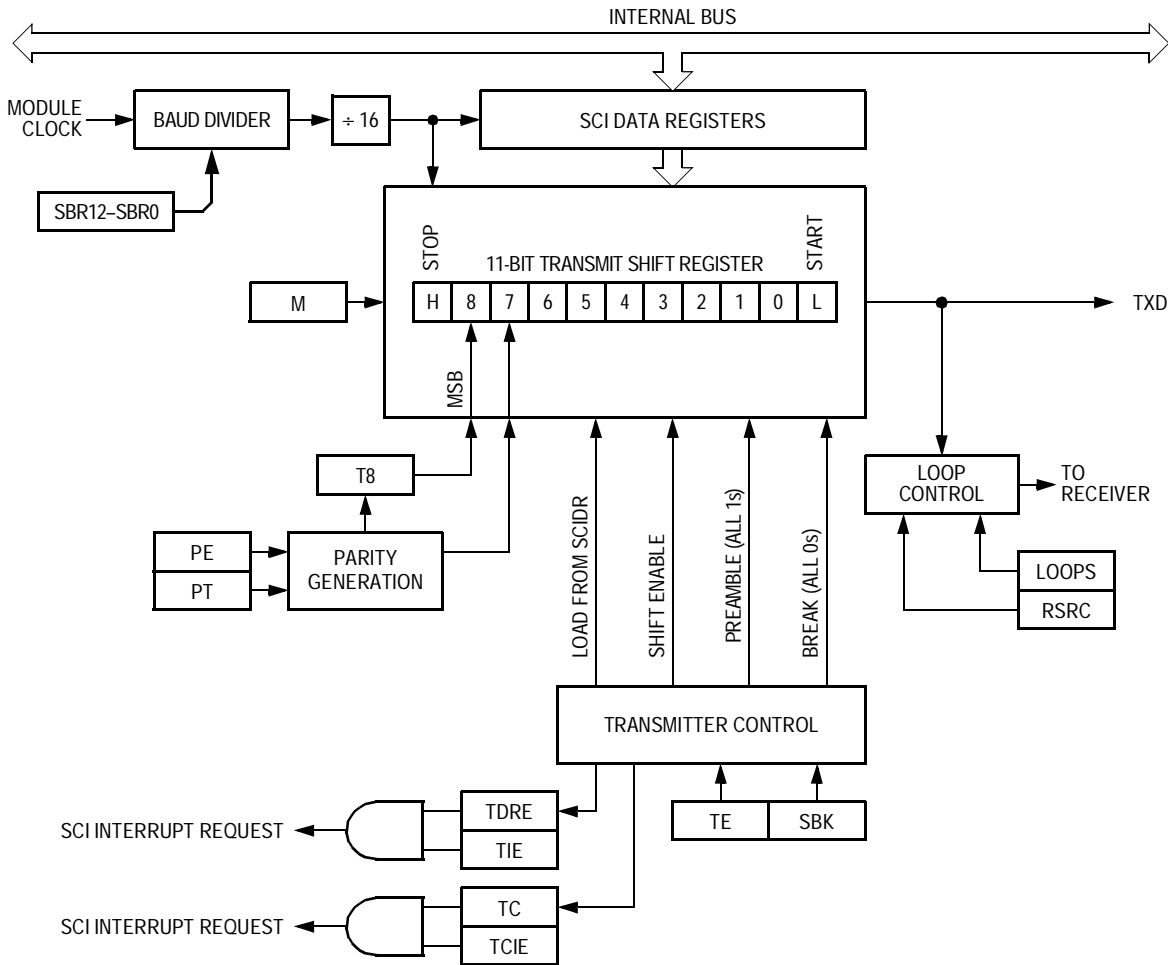 INTERNAL BUS
MODULE
CLOCK
BAUD DIVIDER
÷ 16
SCI DATA REGISTERS
SBR12–SBR0
STOP
11-BIT TRANSMIT SHIFT REGISTER
START
M
H 8 7 6 5 4 3 2 1 0 L
TXD
MSB
T8
LOOP
CONTROL
TO
RECEIVER
PE
PT
PARITY
GENERATION
LOAD FROM SCIDR
SHIFT ENABLE
PREAMBLE (ALL 1s)
BREAK (ALL 0s)
LOOPS
RSRC
TRANSMITTER CONTROL
SCI INTERRUPT REQUEST
TDRE
TIE
TE
SBK
SCI INTERRUPT REQUEST
TC
TCIE